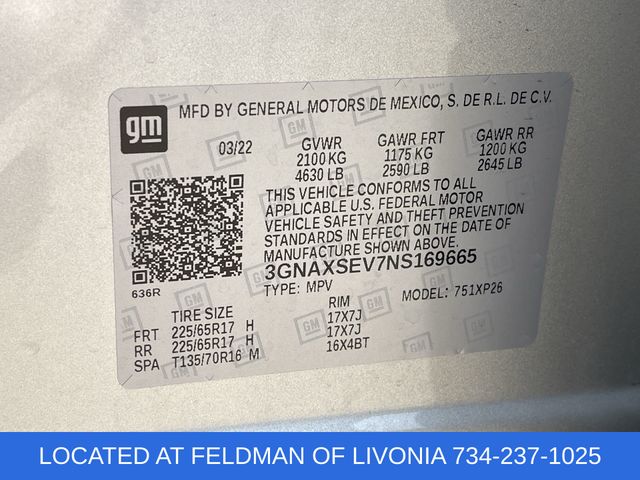 gm
MFD BY GENERAL MOTORS DE MEXICO, S. DE R.L. DE C.V.
03/22 GVWR GAWR FRT GAWR RR
2100 KG 1175 KG 1200 KG
4630 LB 2590 LB 2645 LB
THIS VEHICLE CONFORMS TO ALL
APPLICABLE U.S. FEDERAL MOTOR
VEHICLE SAFETY AND THEFT PREVENTION
STANDARDS IN EFFECT ON THE DATE OF
MANUFACTURE SHOWN ABOVE.
3GNAXSEV7NS169665
636R
TYPE: MPV MODEL: 751XP26
TIRE SIZE RIM
FRT 225/65R17 H 17X7J
RR 225/65R17 H 17X7J
SPA T135/70R16 M 16X4BT
LOCATED AT FELDMAN OF LIVONIA 734-237-1025